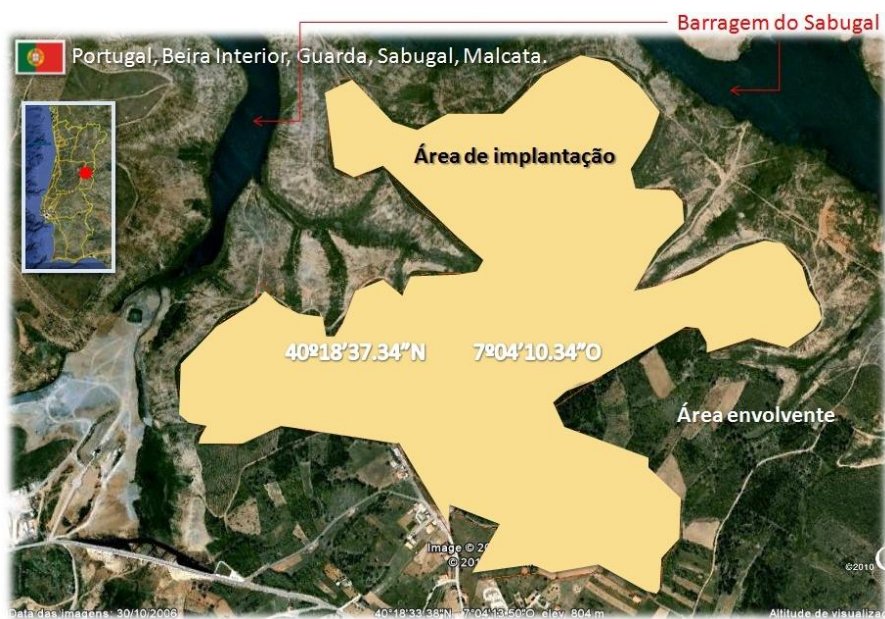 Barragem do Sabugal
Portugal, Beira Interior, Guarda, Sabugal, Malcata.
Área de implantação
40º18'37.34"N 7º04'10.34"O
Área envolvente
Image ©
©
©2010
Data das imagens: 30/10/2006 40°18'33.38"N 7°04'13.50"O elev. 804 m Altitude de